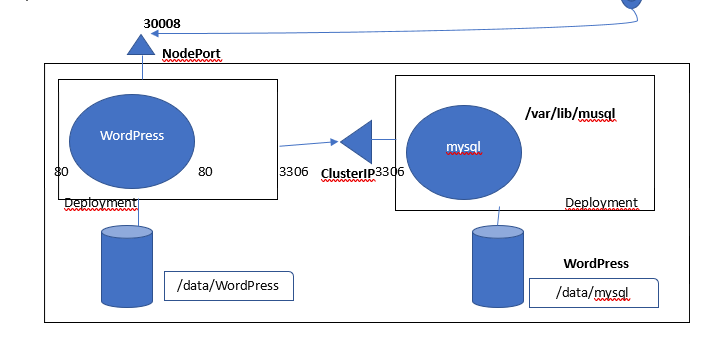 30008
NodePort
WordPress
/var/lib/musql
mysql
80
80
3306
ClusterIP
3306
Deployment
Deployment
WordPress
/data/WordPress
/data/mysql